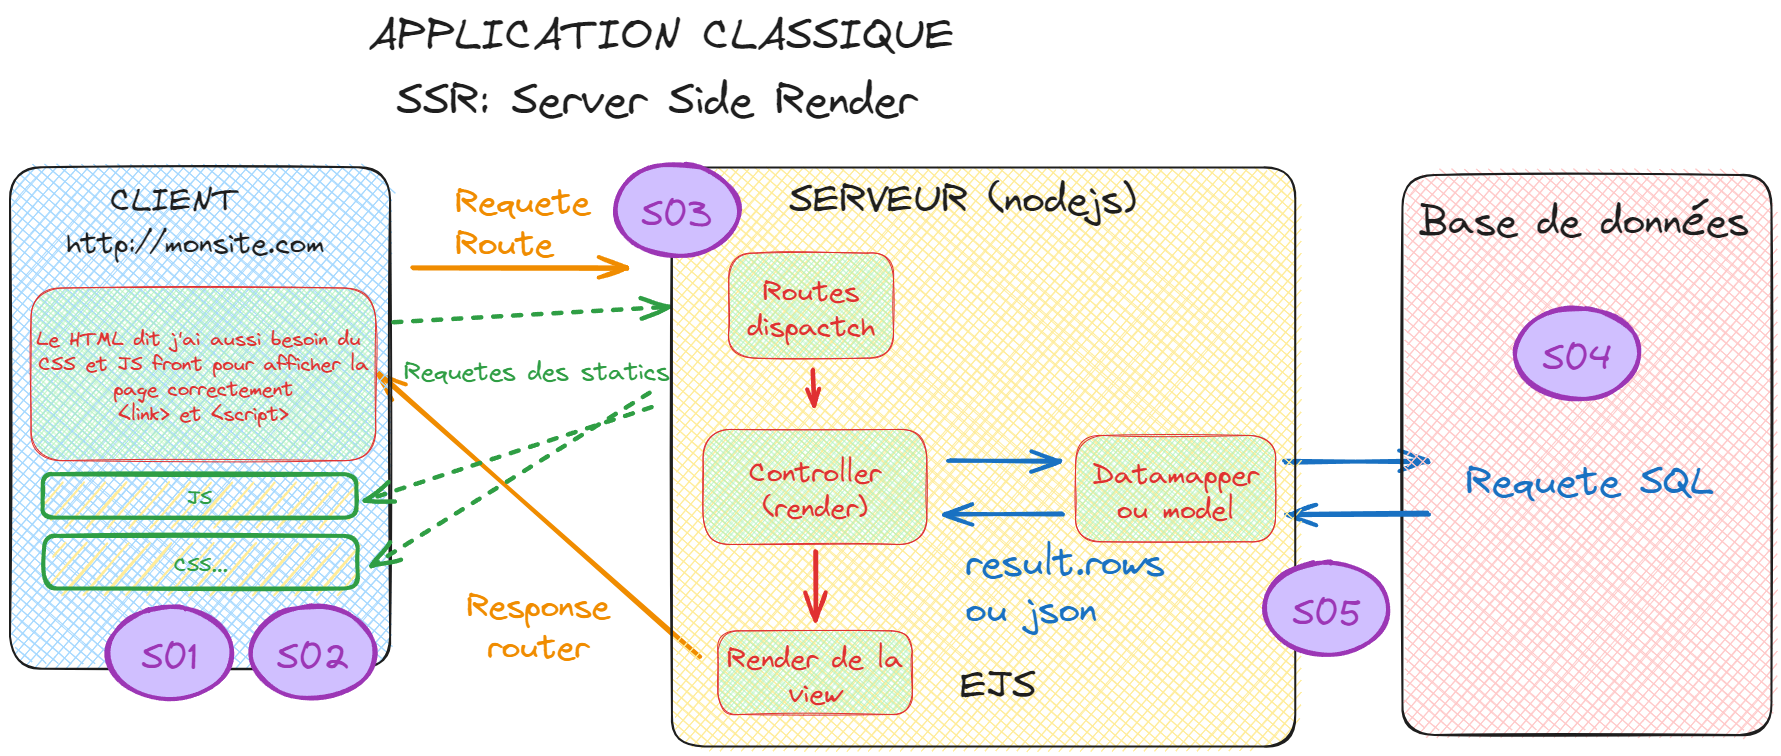 APPLICATION CLASSIQUE
SSR: Server Side Render
CLIENT
http://monsite.com
Le HTML dit j'ai aussi besoin du
CSS et JS front pour afficher la
page correctement
<link> et <script>
JS
CSS...
S01
S02
Requete
Route
Requetes des statics
Response
router
S03
SERVEUR (nodejs)
Routes
dispactch
Controller
(render)
Datamapper
ou model
result.rows
ou json
Render de la
view
EJS
S05
Base de données
S04
Requete SQL